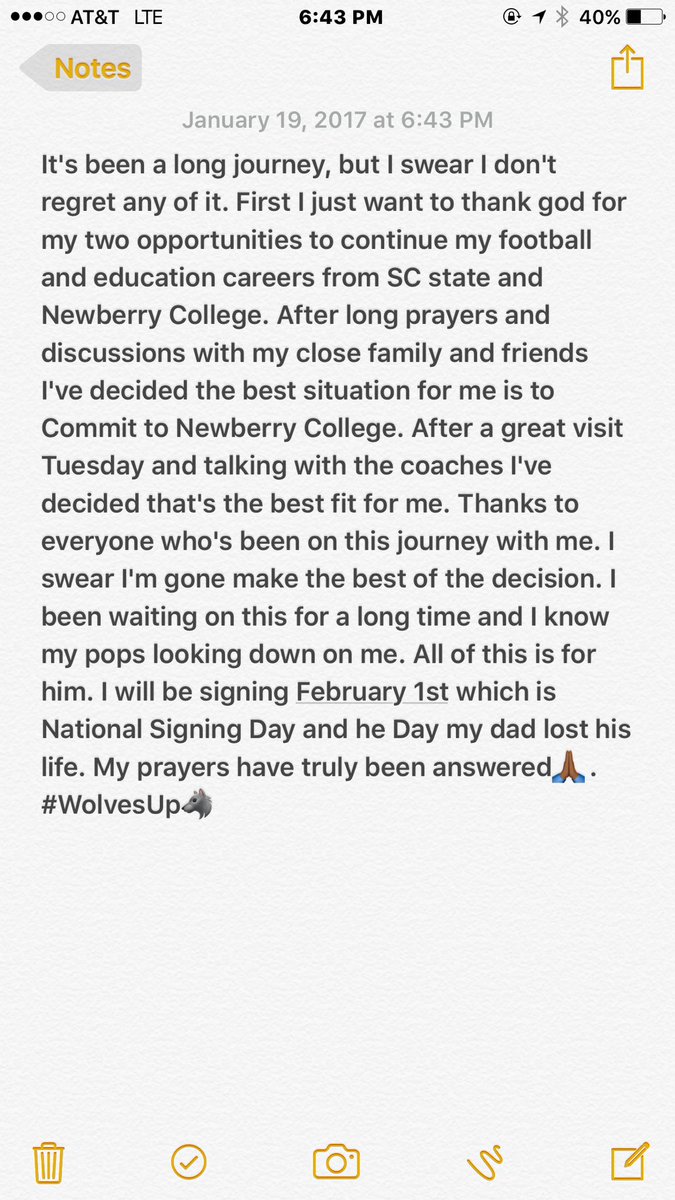 AT&T LTE 6:43 PM 40%
Notes
January 19, 2017 at 6:43 PM
It's been a long journey, but I swear I don't
regret any of it. First I just want to thank god for
my two opportunities to continue my football
and education careers from SC state and
Newberry College. After long prayers and
discussions with my close family and friends
I've decided the best situation for me is to
Commit to Newberry College. After a great visit
Tuesday and talking with the coaches I've
decided that's the best fit for me. Thanks to
everyone who's been on this journey with me. I
swear I'm gone make the best of the decision. I
been waiting on this for a long time and I know
my pops looking down on me. All of this is for
him. I will be signing February 1st which is
National Signing Day and he Day my dad lost his
life. My prayers have truly been answered🙏🏾.
#WolvesUp🐺